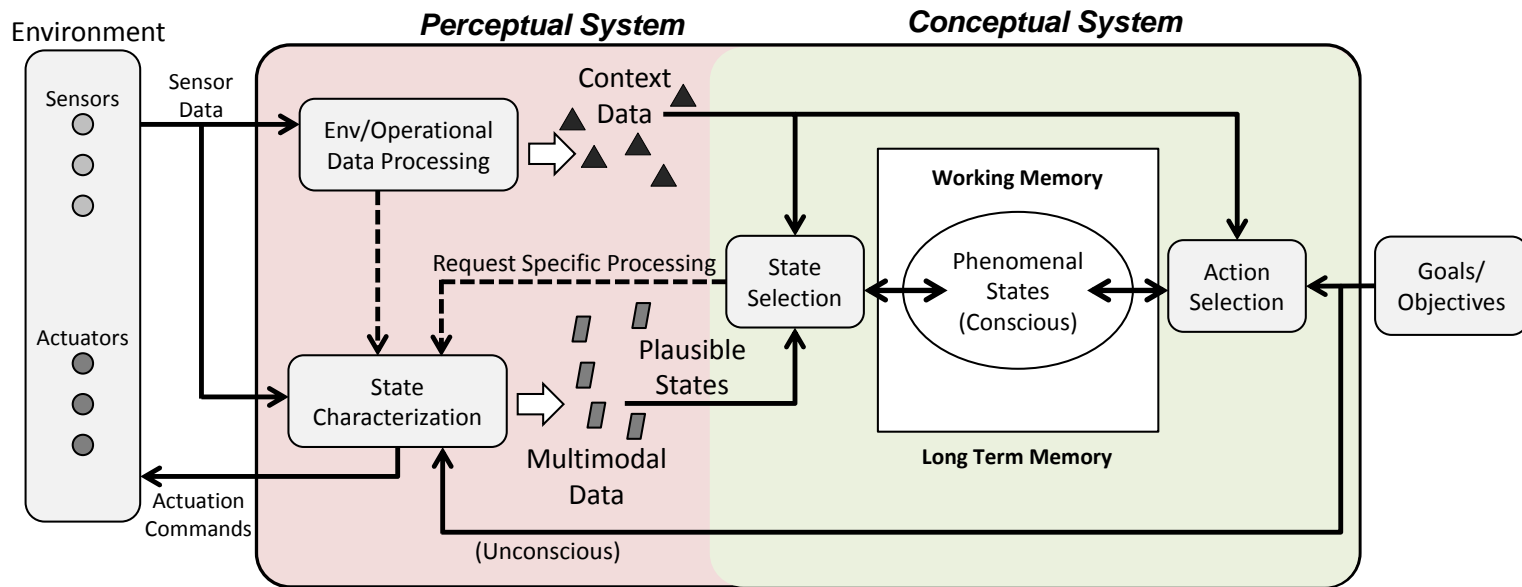 Perceptual System
Conceptual System
Environment
Sensors
Actuators
Sensor
Data
Env/Operational
Data Processing
Context
Data
Request Specific Processing
State
Characterization
Plausible
States
Multimodal
Data
Actuation
Commands
(Unconscious)
State
Selection
Working Memory
Phenomenal
States
(Conscious)
Long Term Memory
Action
Selection
Goals/
Objectives